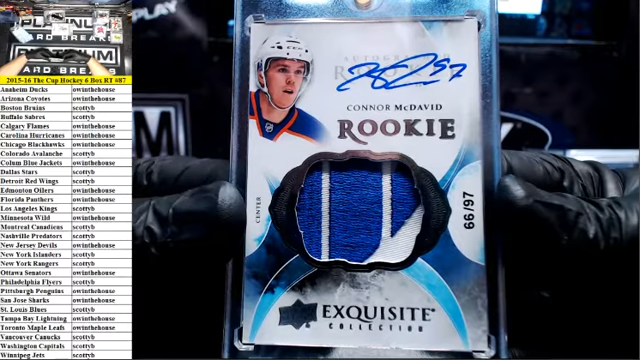 PLATINUM
CARD BREAKS
2015-16 The Cup Hockey 6 Box RT #87
Anaheim Ducks owinthehouse
Arizona Coyotes owinthehouse
Boston Bruins scottyb
Buffalo Sabres scottyb
Calgary Flames owinthehouse
Carolina Hurricanes owinthehouse
Chicago Blackhawks owinthehouse
Colorado Avalanche scottyb
Colum Blue Jackets owinthehouse
Dallas Stars scottyb
Detroit Red Wings scottyb
Edmonton Oilers owinthehouse
Florida Panthers owinthehouse
Los Angeles Kings scottyb
Minnesota Wild owinthehouse
Montreal Canadiens scottyb
Nashville Predators scottyb
New Jersey Devils owinthehouse
New York Islanders scottyb
New York Rangers scottyb
Ottawa Senators owinthehouse
Philadelphia Flyers scottyb
Pittsburgh Penguins owinthehouse
San Jose Sharks owinthehouse
St. Louis Blues scottyb
Tampa Bay Lightning owinthehouse
Toronto Maple Leafs owinthehouse
Vancouver Canucks scottyb
Washington Capitals scottyb
Winnipeg Jets scottyb
PLAY
AUTOGRAPHED
97
CONNOR McDAVID
ROOKIE
CENTER
66/97
EXQUISITE
COLLECTION